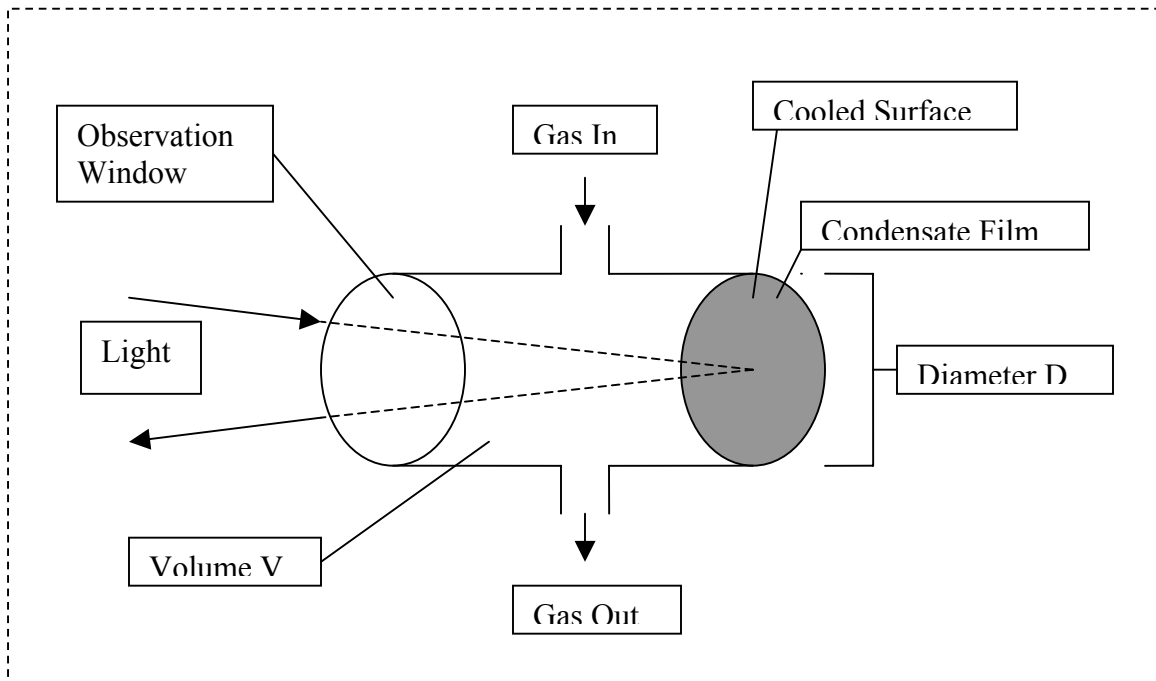 Cooled Surface
Observation
Window
Gas In
Condensate Film
Light
Diameter D
Volume V
Gas Out